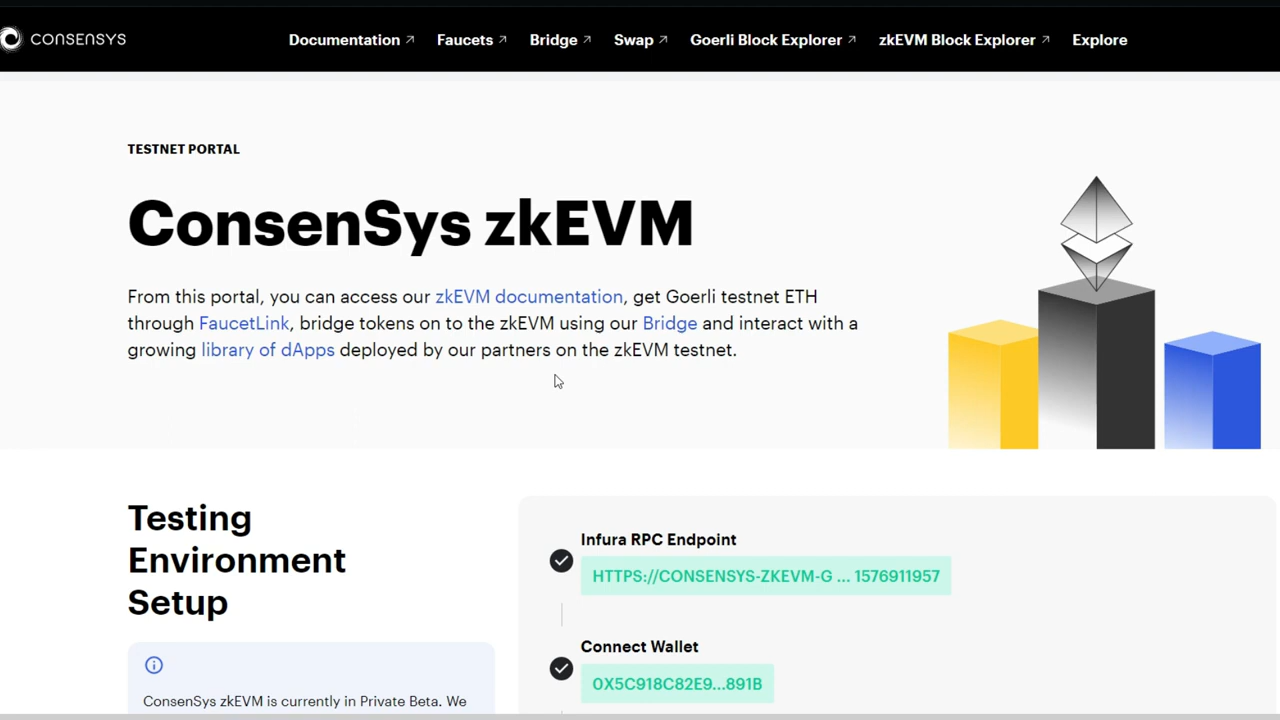 CONSENSYS
Documentation ↗ Faucets ↗ Bridge ↗ Swap ↗ Goerli Block Explorer ↗ zkEVM Block Explorer ↗ Explore
TESTNET PORTAL
ConsenSys zkEVM
From this portal, you can access our zkEVM documentation, get Goerli testnet ETH
through FaucetLink, bridge tokens on to the zkEVM using our Bridge and interact with a
growing library of dApps deployed by our partners on the zkEVM testnet.
Testing
Environment
Setup
ConsenSys zkEVM is currently in Private Beta. We
Infura RPC Endpoint
HTTPS://CONSENSYS-ZKEVM-G ... 1576911957
Connect Wallet
0X5C918C82E9...891B